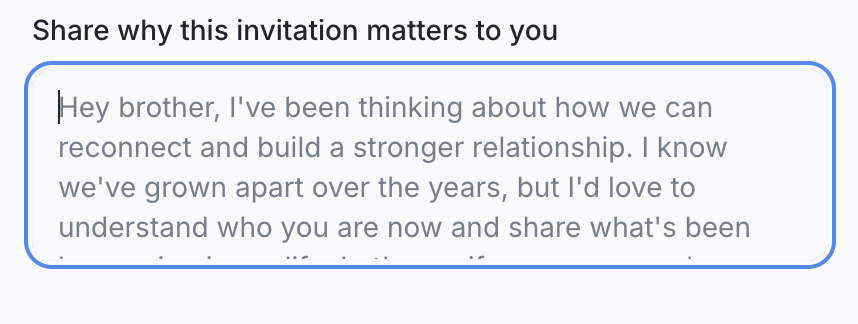 Share why this invitation matters to you
Hey brother, I've been thinking about how we can
reconnect and build a stronger relationship. I know
we've grown apart over the years, but I'd love to
understand who you are now and share what's been